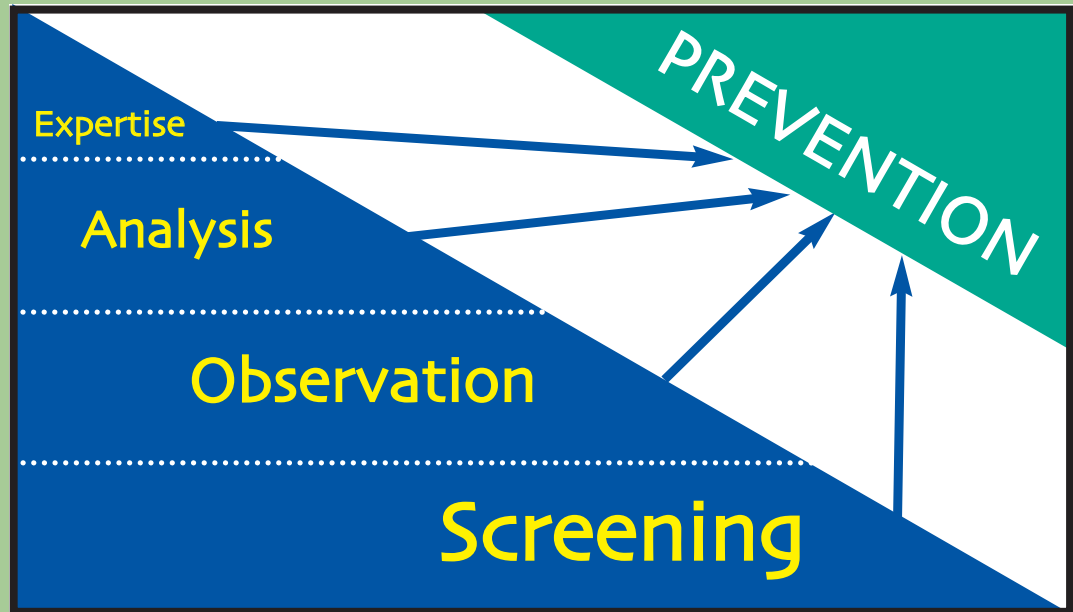 PREVENTION
Expertise
Analysis
Observation
Screening